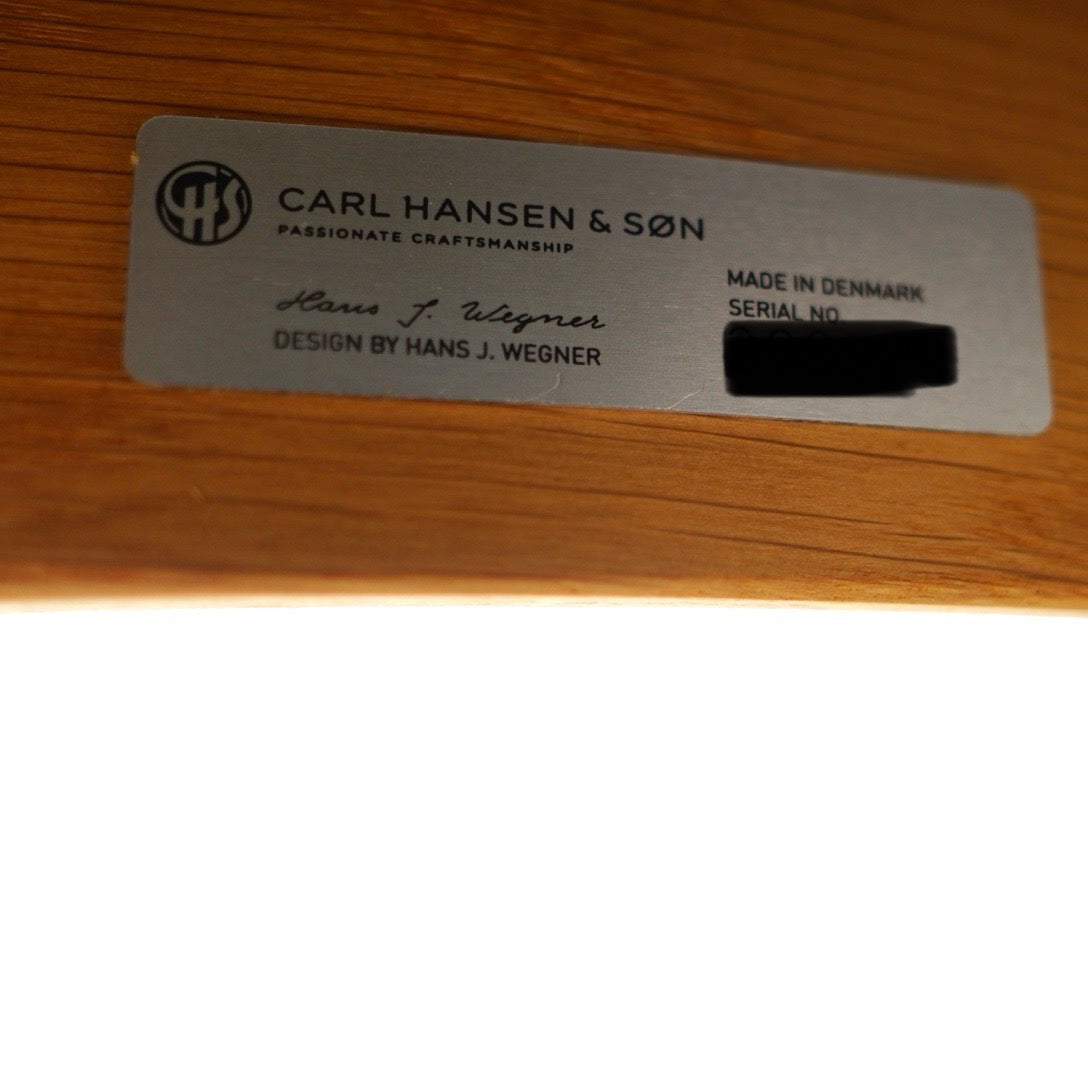 CHS
CARL HANSEN & SØN
PASSIONATE CRAFTSMANSHIP
Hans J. Wegner
DESIGN BY HANS J. WEGNER
MADE IN DENMARK
SERIAL NO.